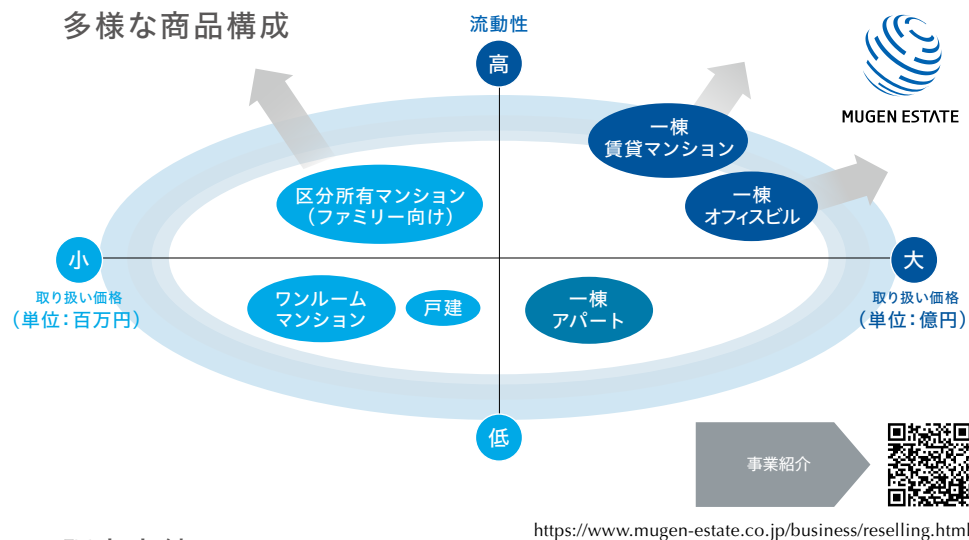 多様な商品構成
流動性
高
MUGEN ESTATE
一棟
賃貸マンション
区分所有マンション
（ファミリー向け）
一棟
オフィスビル
小
大
取り扱い価格
（単位：百万円）
取り扱い価格
（単位：億円）
ワンルーム
マンション
戸建
一棟
アパート
低
事業紹介
https://www.mugen-estate.co.jp/business/reselling.html